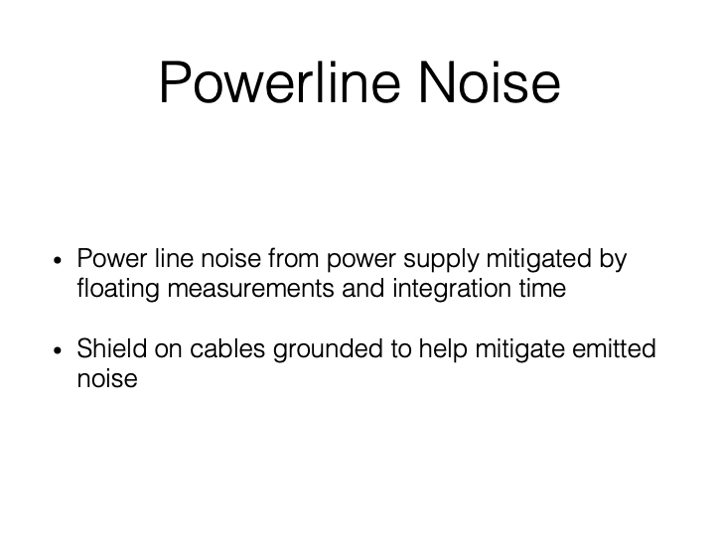 Powerline Noise
• Power line noise from power supply mitigated by
floating measurements and integration time
• Shield on cables grounded to help mitigate emitted
noise